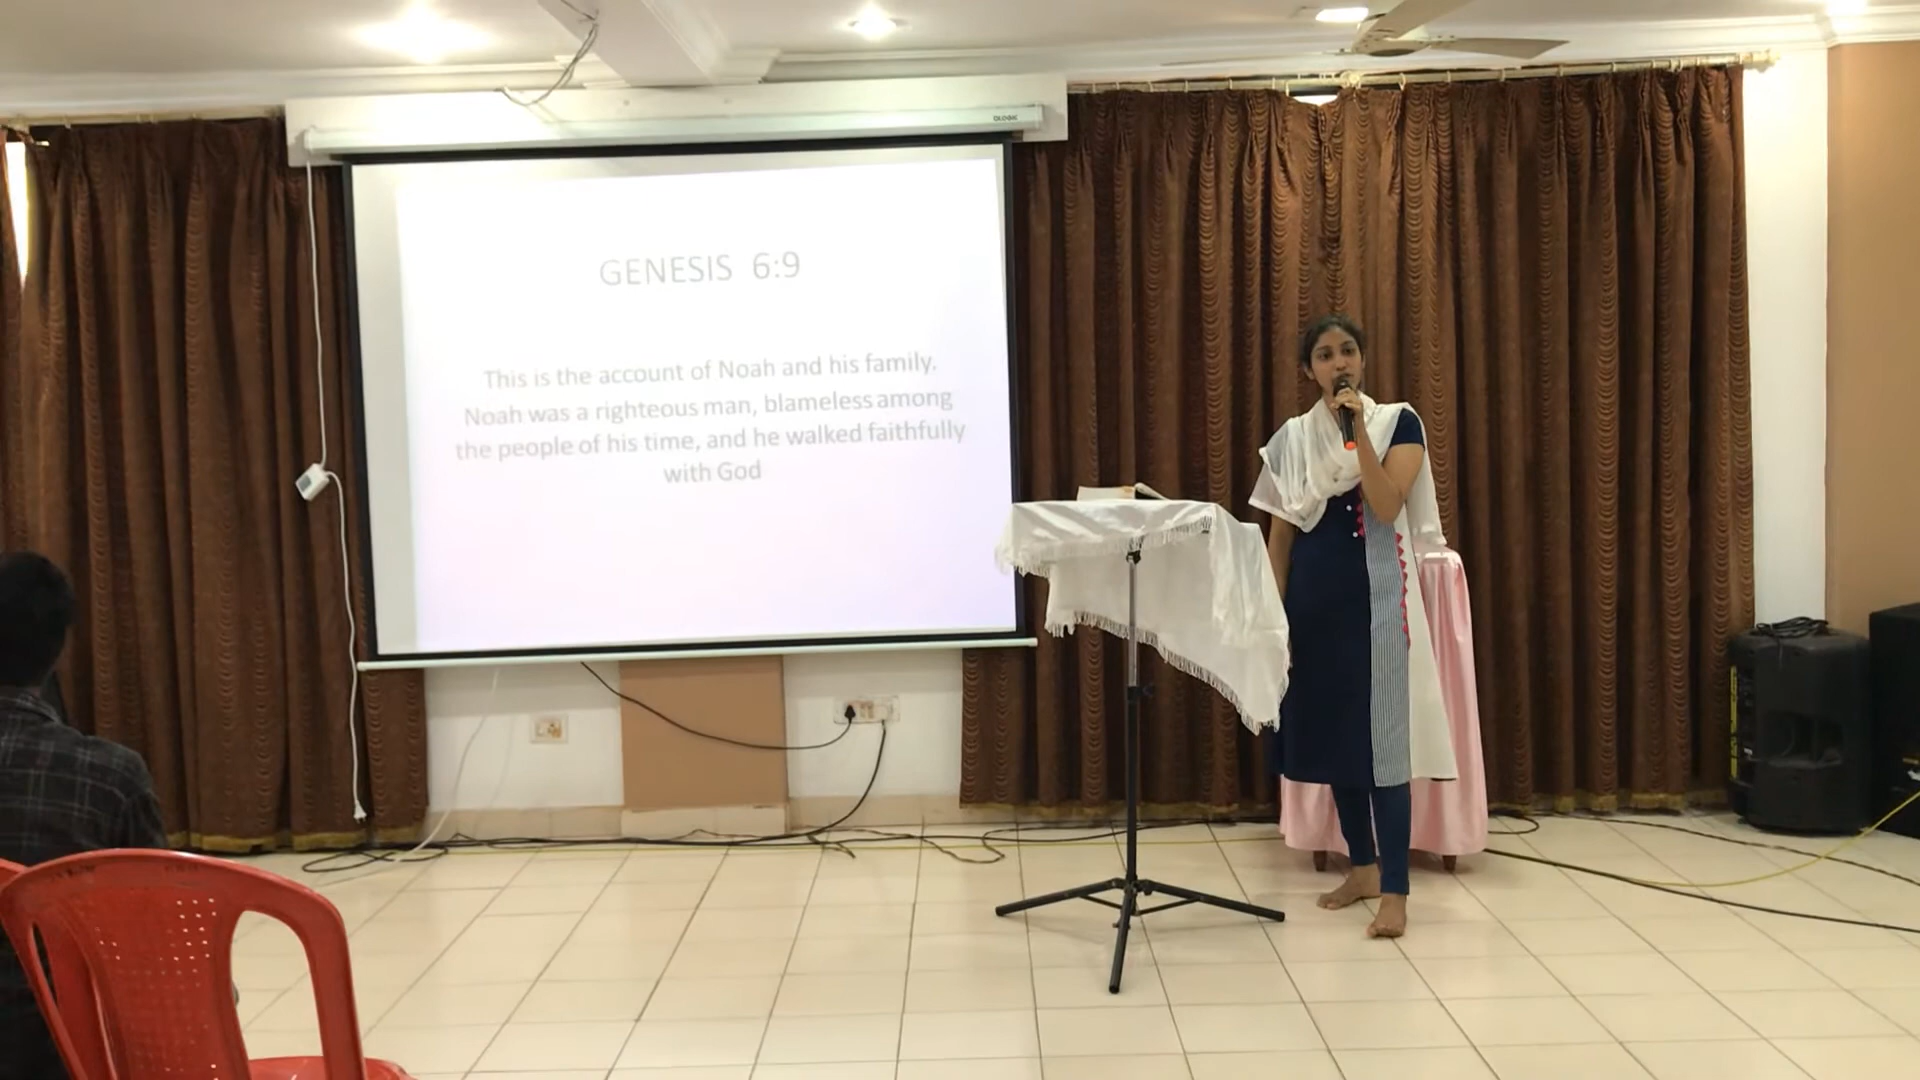 QLOGIC
GENESIS 6:9
This is the account of Noah and his family.
Noah was a righteous man, blameless among
the people of his time, and he walked faithfully
with God